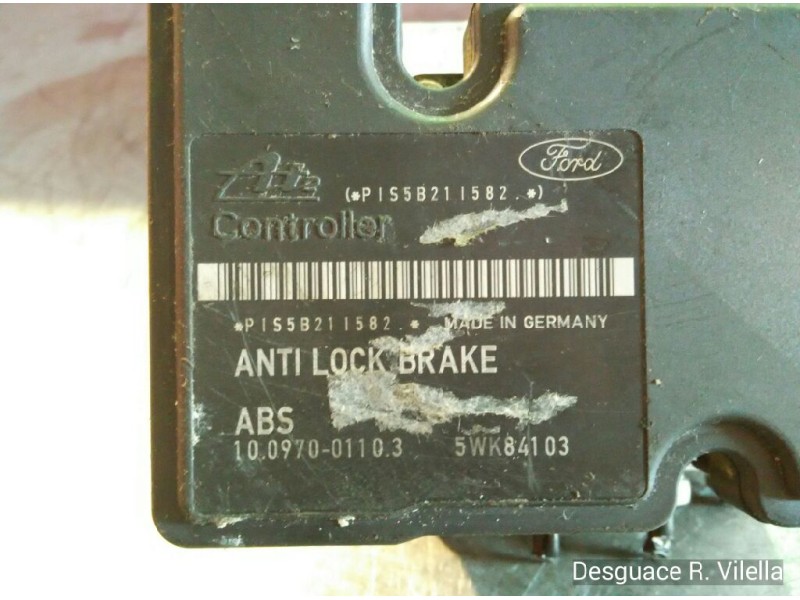 Ford
Ate
(*P1S5B211582.*)
Controller
*P1S5B211582.*
MADE IN GERMANY
ANTI LOCK BRAKE
ABS
10.0970-0110.3 5WK84103
Desguace R. Vilella